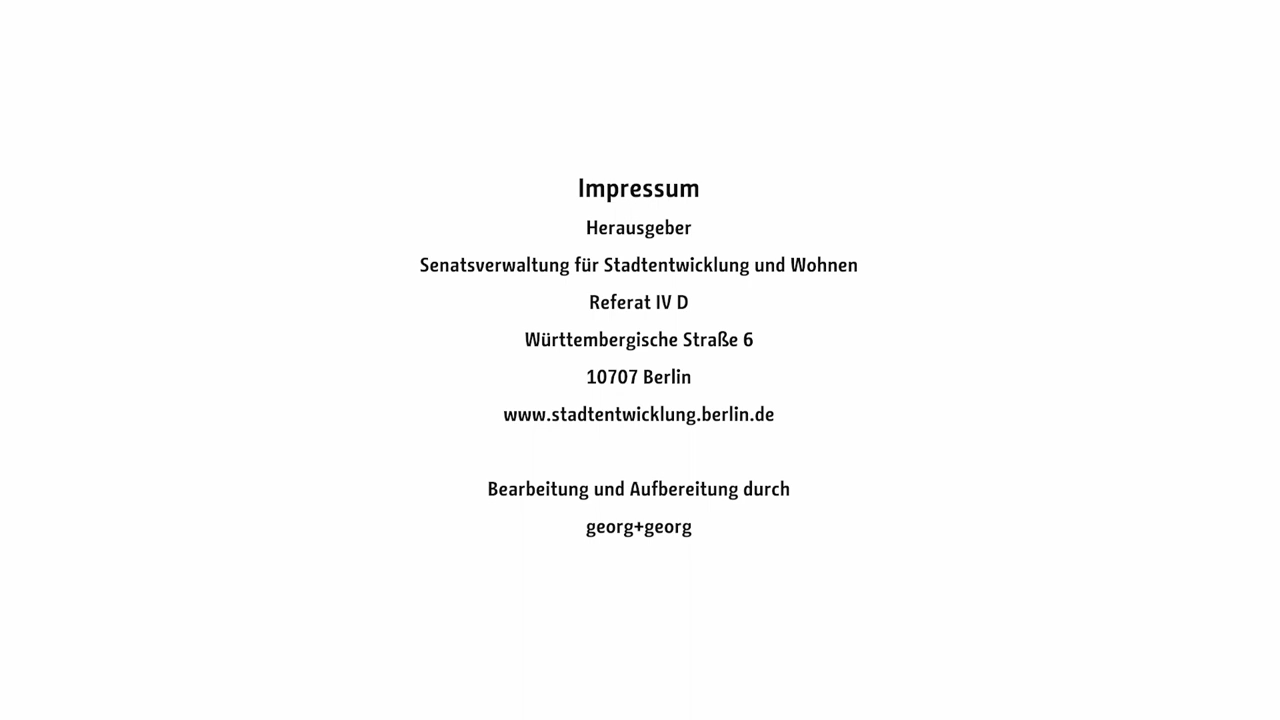 Impressum
Herausgeber
Senatsverwaltung für Stadtentwicklung und Wohnen
Referat IV D
Württembergische Straße 6
10707 Berlin
www.stadtentwicklung.berlin.de
Bearbeitung und Aufbereitung durch
georg+georg